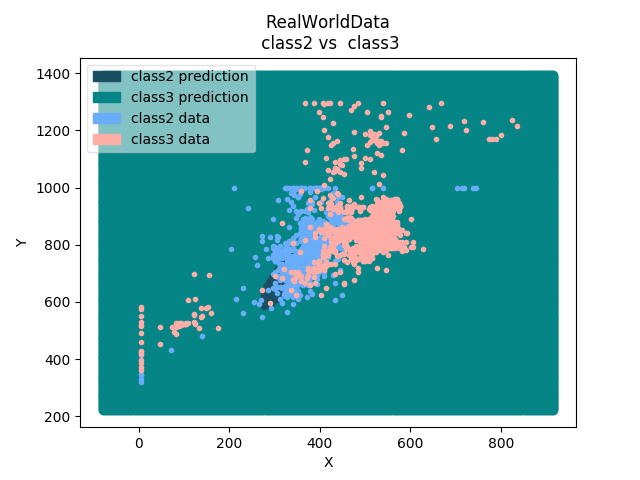 RealWorldData
class2 vs  class3
class2 prediction
class3 prediction
class2 data
class3 data
1400
1200
1000
800
600
400
200
Y
0
200
400
600
800
X